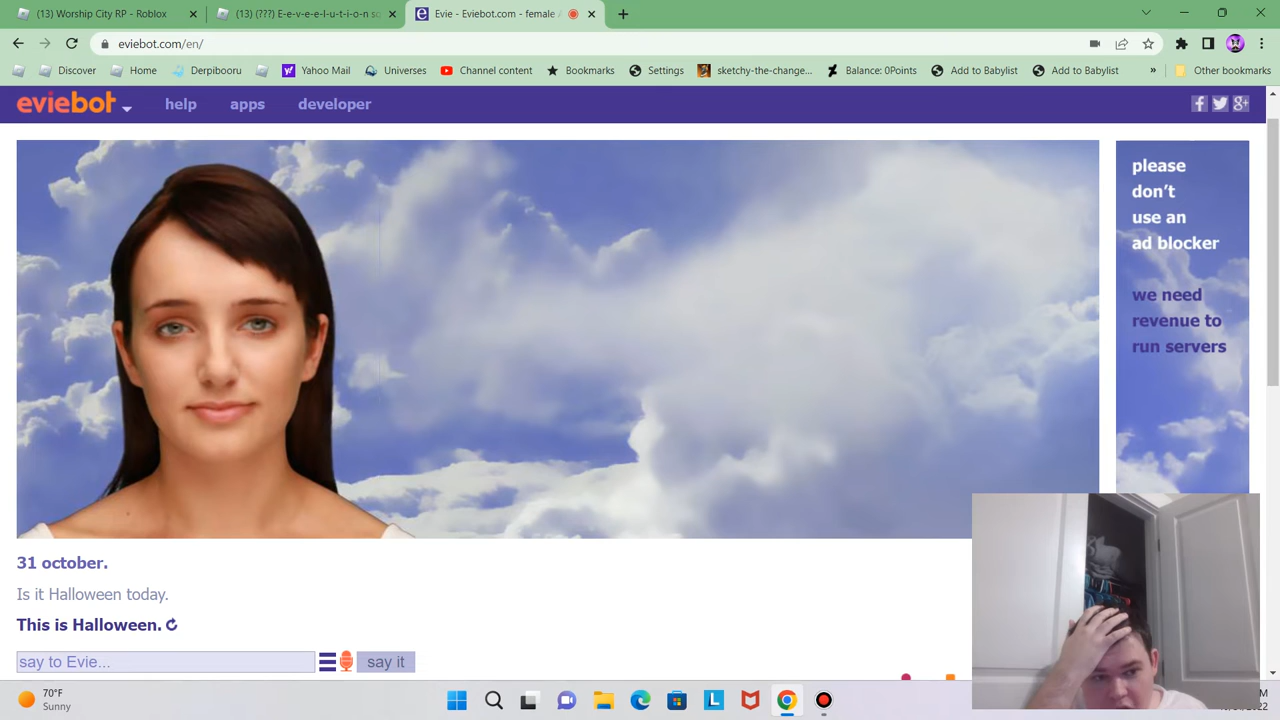 (13) Worship City RP - Roblox
(13) (???) E-e-v-e-e-l-u-t-i-o-n s
Evie - Eviebot.com - female A
eviebot.com/en/
Discover
Home
Derpibooru
Yahoo Mail
Universes
Channel content
Bookmarks
Settings
sketchy-the-change...
Balance: 0Points
Add to Babylist
Add to Babylist
»
Other bookmarks
eviebot
help
apps
developer
please
don't
use an
ad blocker
we need
revenue to
run servers
31 october.
Is it Halloween today.
This is Halloween.
say to Evie...
say it
70°F
Sunny